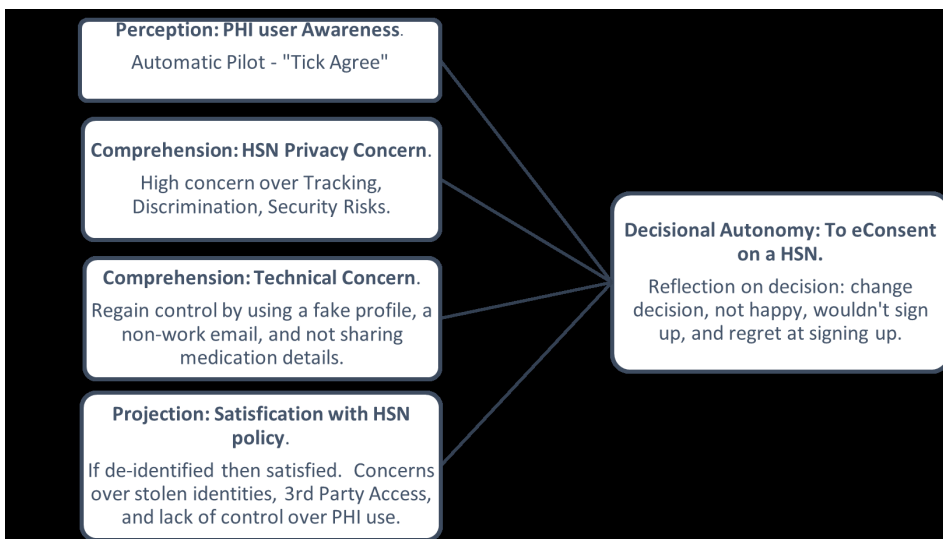 Perception: PHI user Awareness.
Automatic Pilot - "Tick Agree"
Comprehension: HSN Privacy Concern.
High concern over Tracking,
Discrimination, Security Risks.
Comprehension: Technical Concern.
Regain control by using a fake profile, a
non-work email, and not sharing
medication details.
Projection: Satisfication with HSN
policy.
If de-identified then satisfied. Concerns
over stolen identities, 3rd Party Access,
and lack of control over PHI use.
Decisional Autonomy: To eConsent
on a HSN.
Reflection on decision: change
decision, not happy, wouldn't sign
up, and regret at signing up.